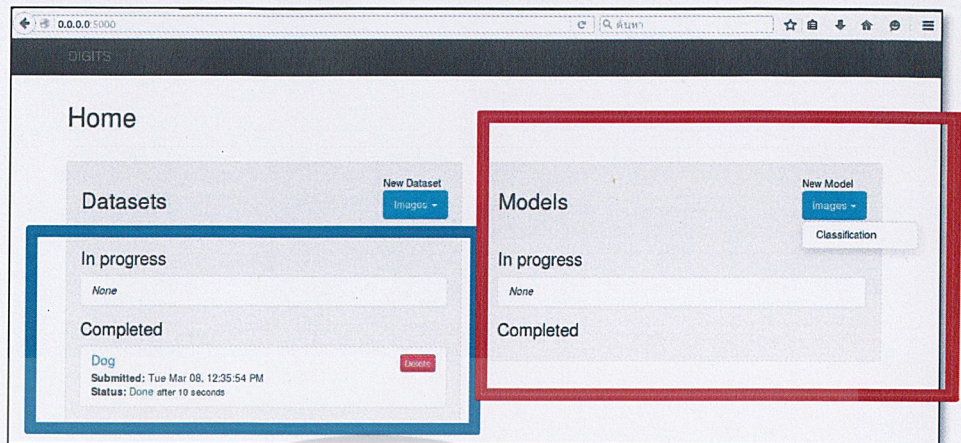 0.0.0.0:5000
ค้นหา
DIGITS
Home
Datasets
New Dataset
Images
In progress
None
Completed
Dog
Delete
Submitted: Tue Mar 08, 12:35:54 PM
Status: Done after 10 seconds
Models
New Model
Images
Classification
In progress
None
Completed